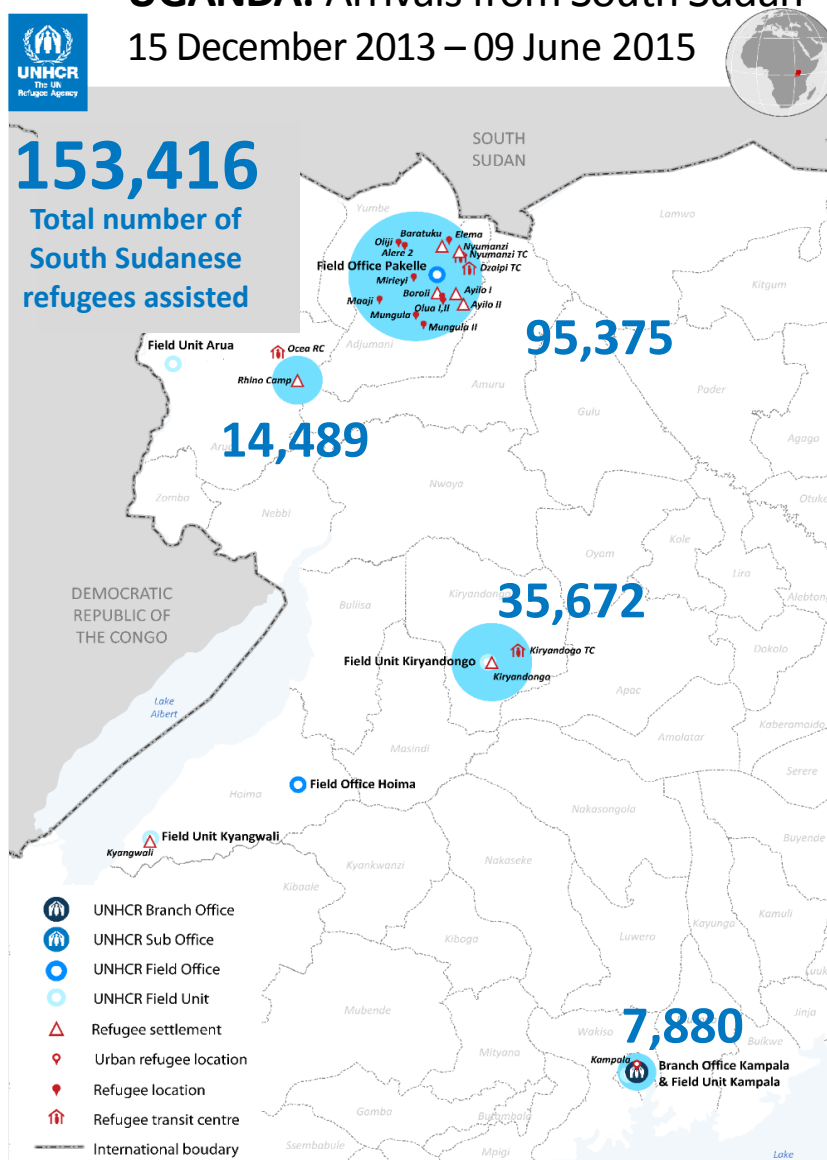 UGANDA: Arrivals from South Sudan
15 December 2013 – 09 June 2015
UNHCR
The UN
Refugee Agency
SOUTH
SUDAN
153,416
Total number of
South Sudanese
refugees assisted
Yumbe
Lamwo
Baratuku
Elema
Oliji
Alere 2
Nyumanzi
Nyumanzi TC
Field Office Pakelle
Dzaipi TC
Mirieyi
Kitgum
Boroli
Ayilo I
Maaji
Olua I,II
Ayilo II
Mungula
Mungula II
95,375
Field Unit Arua
Ocea RC
Adjumani
Rhino Camp
Amuru
Pader
Gulu
14,489
Arua
Agago
Nwoya
Zombo
Nebbi
Otuke
Kole
Oyam
Lira
DEMOCRATIC
REPUBLIC OF
THE CONGO
Buliisa
Kiryandongo
35,672
Alebtong
Kiryandogo TC
Dokolo
Field Unit Kiryandongo
Kiryandongo
Apac
Lake
Albert
Kaberamaido
Amolatar
Masindi
Serere
Field Office Hoima
Hoima
Nakasongola
Field Unit Kyangwali
Kyangwali
Buyende
Kyankwanzi
Nakaseke
Kibaale
UNHCR Branch Office
Kamuli
Kayunga
UNHCR Sub Office
Kiboga
Luwero
UNHCR Field Office
UNHCR Field Unit
Mubende
7,880
Jinja
Refugee settlement
Wakiso
Buikwe
Mityana
Urban refugee location
Kampala
Branch Office Kampala
& Field Unit Kampala
Refugee location
Gomba
Butambala
Refugee transit centre
International boudary
Ssembabule
Mpigi
Lake